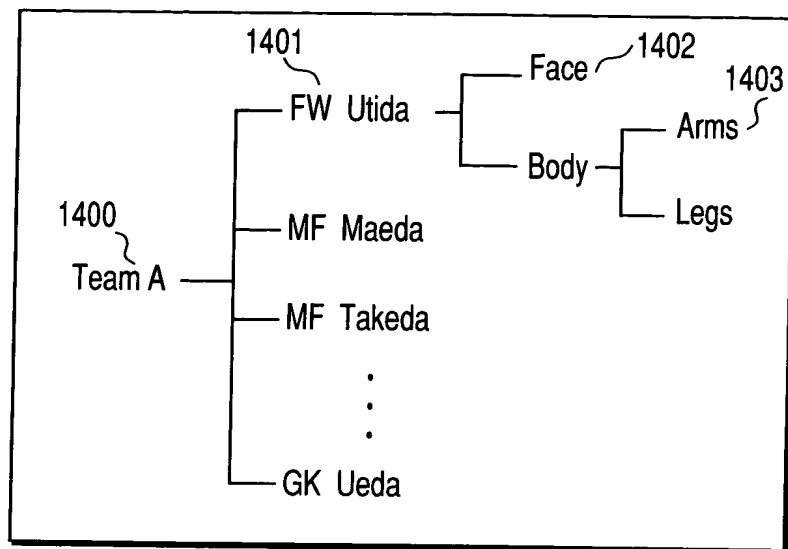 1401
1402
Face
1403
FW Utida
Arms
Body
1400
Legs
MF Maeda
Team A
MF Takeda
GK Ueda